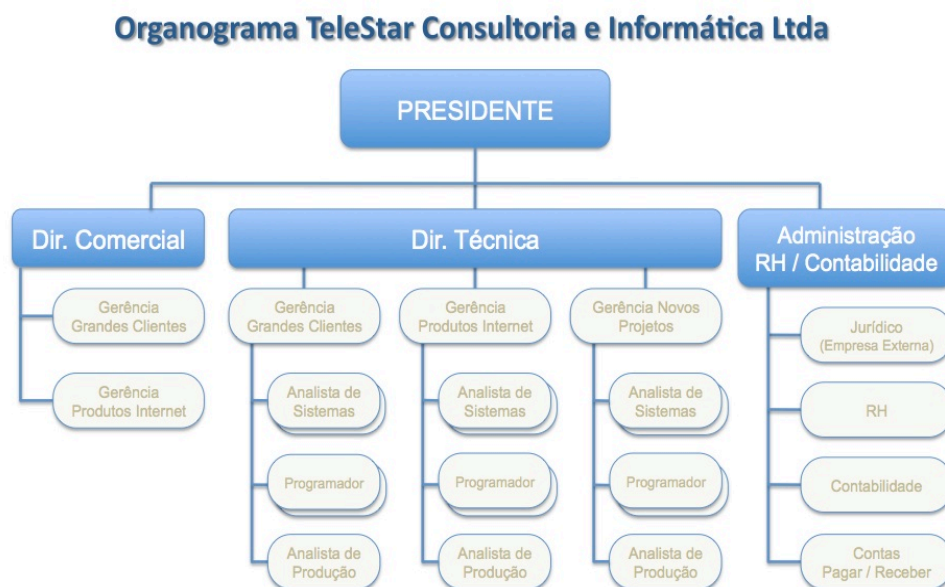 Organograma TeleStar Consultoria e Informática Ltda
PRESIDENTE
Dir. Comercial
Gerência
Grandes Clientes
Gerência
Produtos Internet
Dir. Técnica
Gerência
Grandes Clientes
Analista de
Sistemas
Programador
Analista de
Produção
Gerência
Produtos Internet
Analista de
Sistemas
Programador
Analista de
Produção
Gerência Novos
Projetos
Analista de
Sistemas
Programador
Analista de
Produção
Administração
RH / Contabilidade
Jurídico
(Empresa Externa)
RH
Contabilidade
Contas
Pagar / Receber